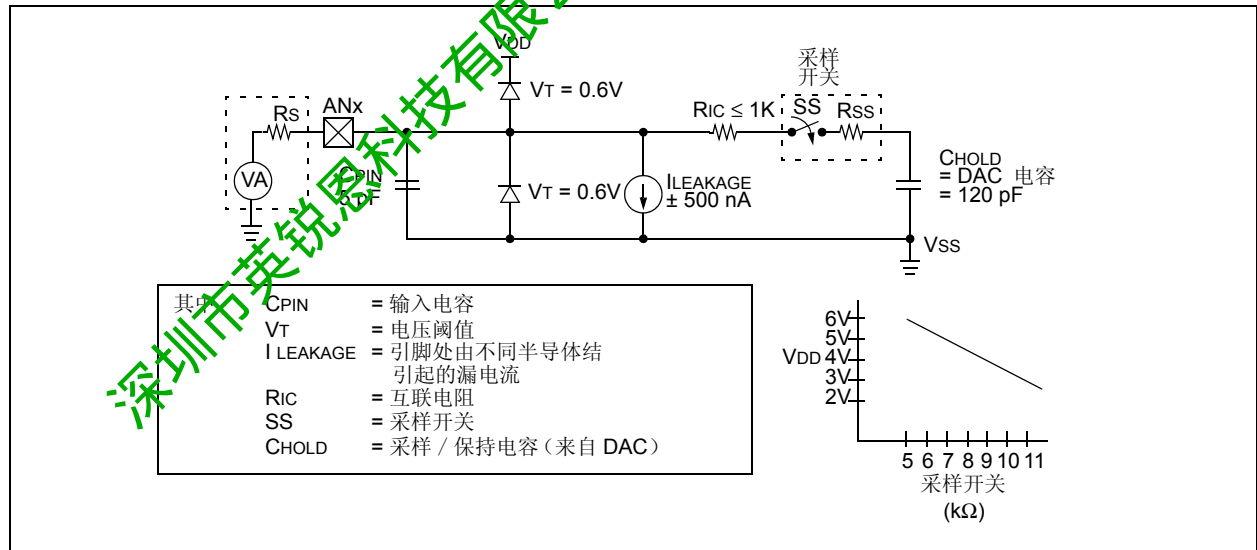 VDD
采样
开关
VT = 0.6V
RS
ANx
RIC ≤ 1K
SS
RSS
VA
CPIN
5 pF
VT = 0.6V
ILEAKAGE
± 500 nA
CHOLD
= DAC 电容
= 120 pF
VSS
其中
CPIN = 输入电容
VT = 电压阈值
I LEAKAGE = 引脚处由不同半导体结
引起的漏电流
RIC = 互联电阻
SS = 采样开关
CHOLD = 采样 / 保持电容（来自 DAC）
6V
5V
VDD 4V
3V
2V
5 6 7 8 9 10 11
采样开关
(kΩ)
深圳市英锐恩科技有限